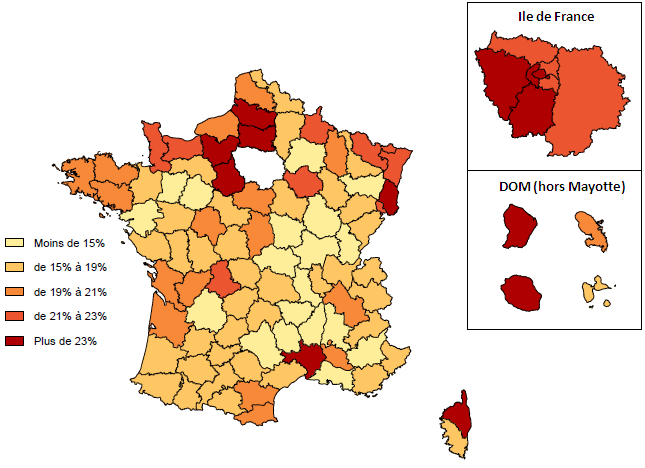 Ile de France
DOM (hors Mayotte)
Moins de 15%
de 15% à 19%
de 19% à 21%
de 21% à 23%
Plus de 23%